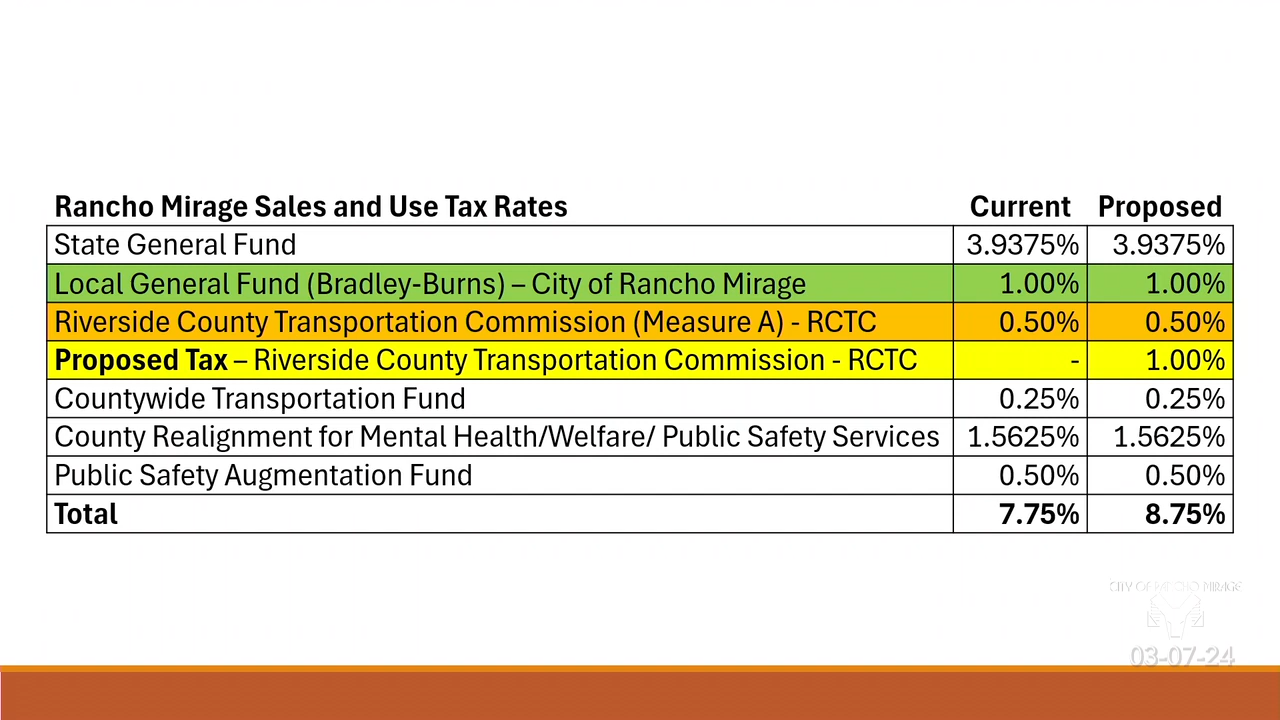 Rancho Mirage Sales and Use Tax Rates Current Proposed
State General Fund 3.9375% 3.9375%
Local General Fund (Bradley-Burns) – City of Rancho Mirage 1.00% 1.00%
Riverside County Transportation Commission (Measure A) - RCTC 0.50% 0.50%
Proposed Tax – Riverside County Transportation Commission - RCTC - 1.00%
Countywide Transportation Fund 0.25% 0.25%
County Realignment for Mental Health/Welfare/ Public Safety Services 1.5625% 1.5625%
Public Safety Augmentation Fund 0.50% 0.50%
Total 7.75% 8.75%
CITY OF RANCHO MIRAGE
03-07-24